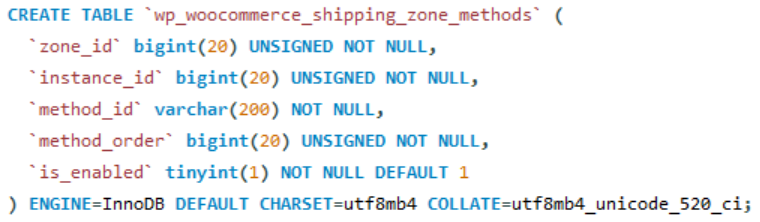 CREATE TABLE `wp_woocommerce_shipping_zone_methods` (
  `zone_id` bigint(20) UNSIGNED NOT NULL,
  `instance_id` bigint(20) UNSIGNED NOT NULL,
  `method_id` varchar(200) NOT NULL,
  `method_order` bigint(20) UNSIGNED NOT NULL,
  `is_enabled` tinyint(1) NOT NULL DEFAULT 1
) ENGINE=InnoDB DEFAULT CHARSET=utf8mb4 COLLATE=utf8mb4_unicode_520_ci;